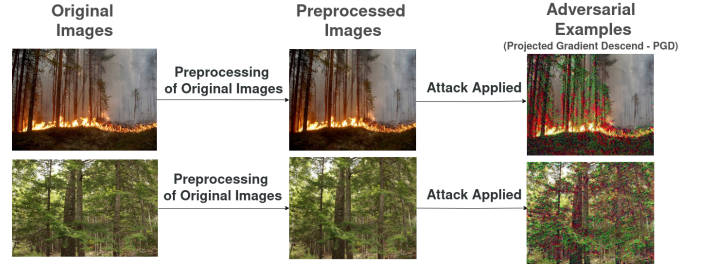 Original
Images
Preprocessed
Images
Adversarial
Examples
(Projected Gradient Descend - PGD)
Preprocessing
of Original Images
Attack Applied
Preprocessing
of Original Images
Attack Applied